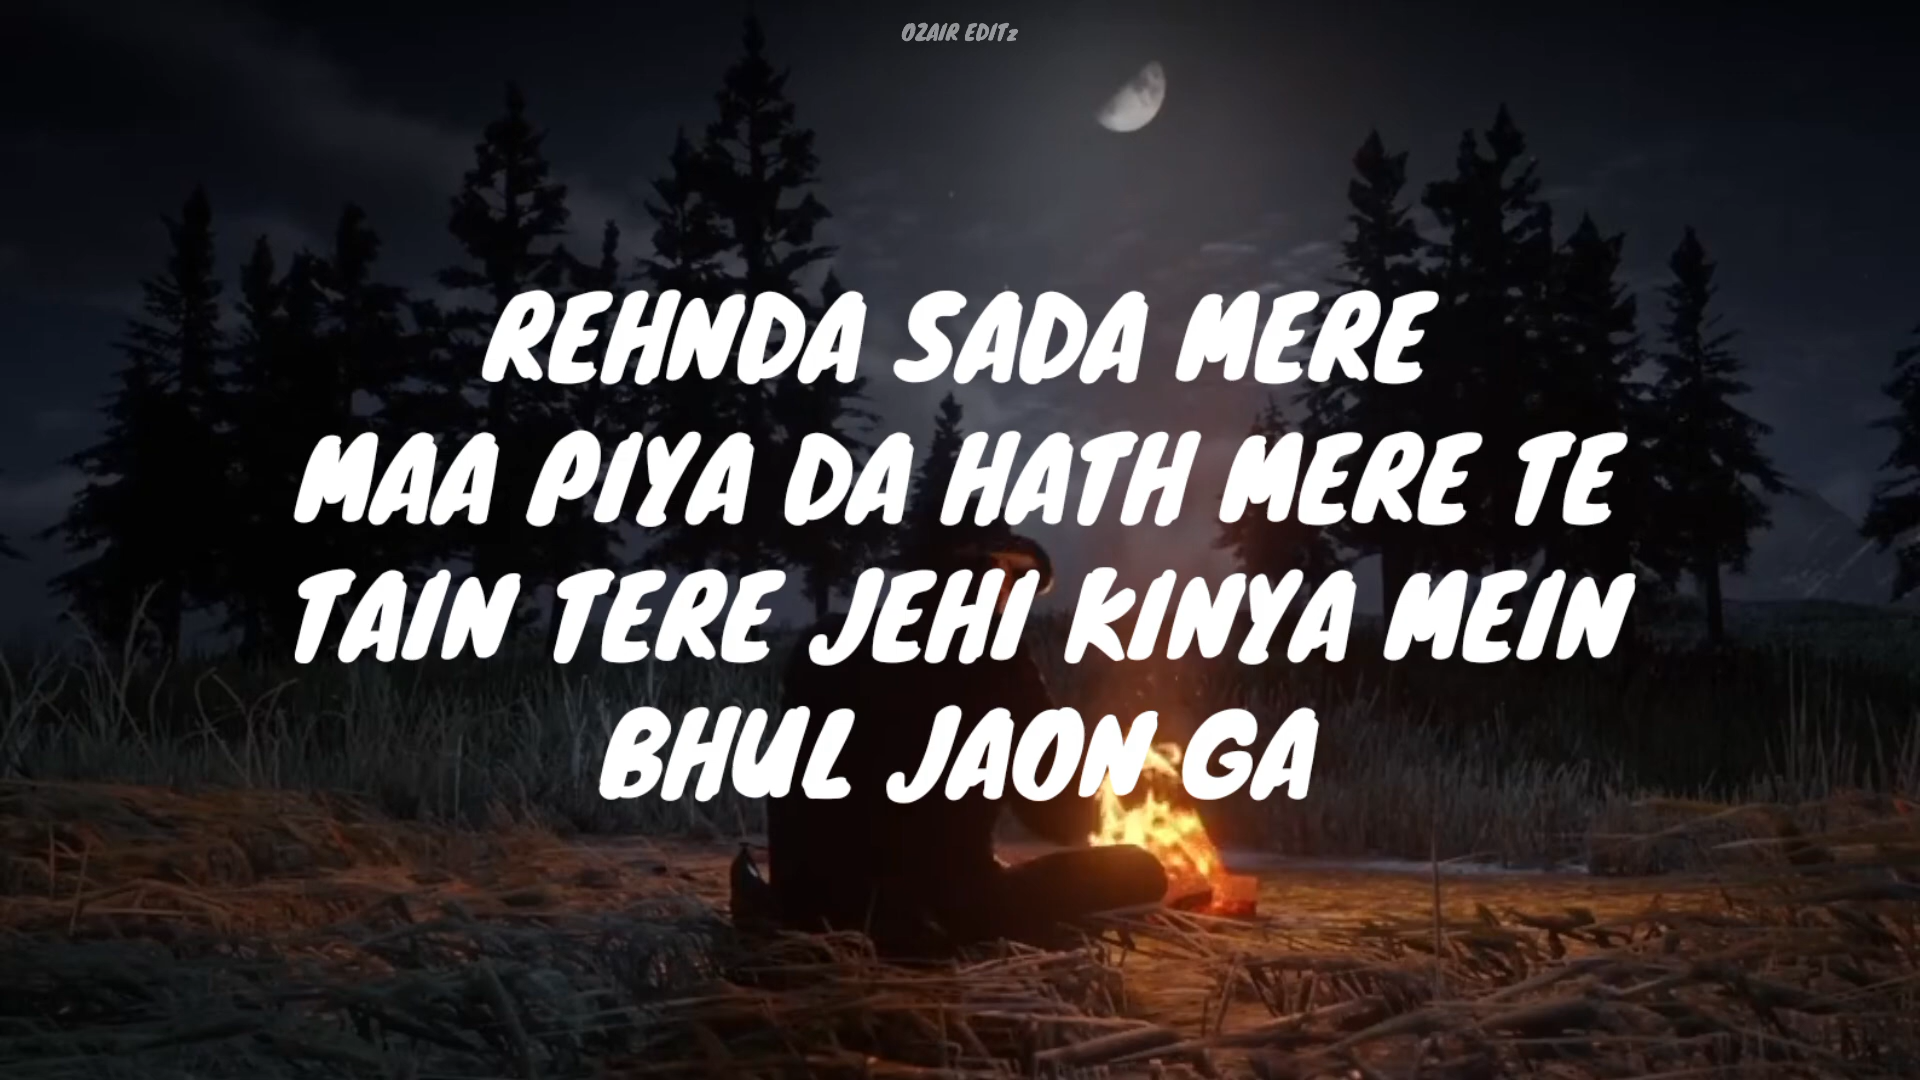 OZAIR EDITz
REHNDA SADA MERE
MAA PIYA DA HATH MERE TE
TAIN TERE JEHI KINYA MEIN
BHUL JAON GA